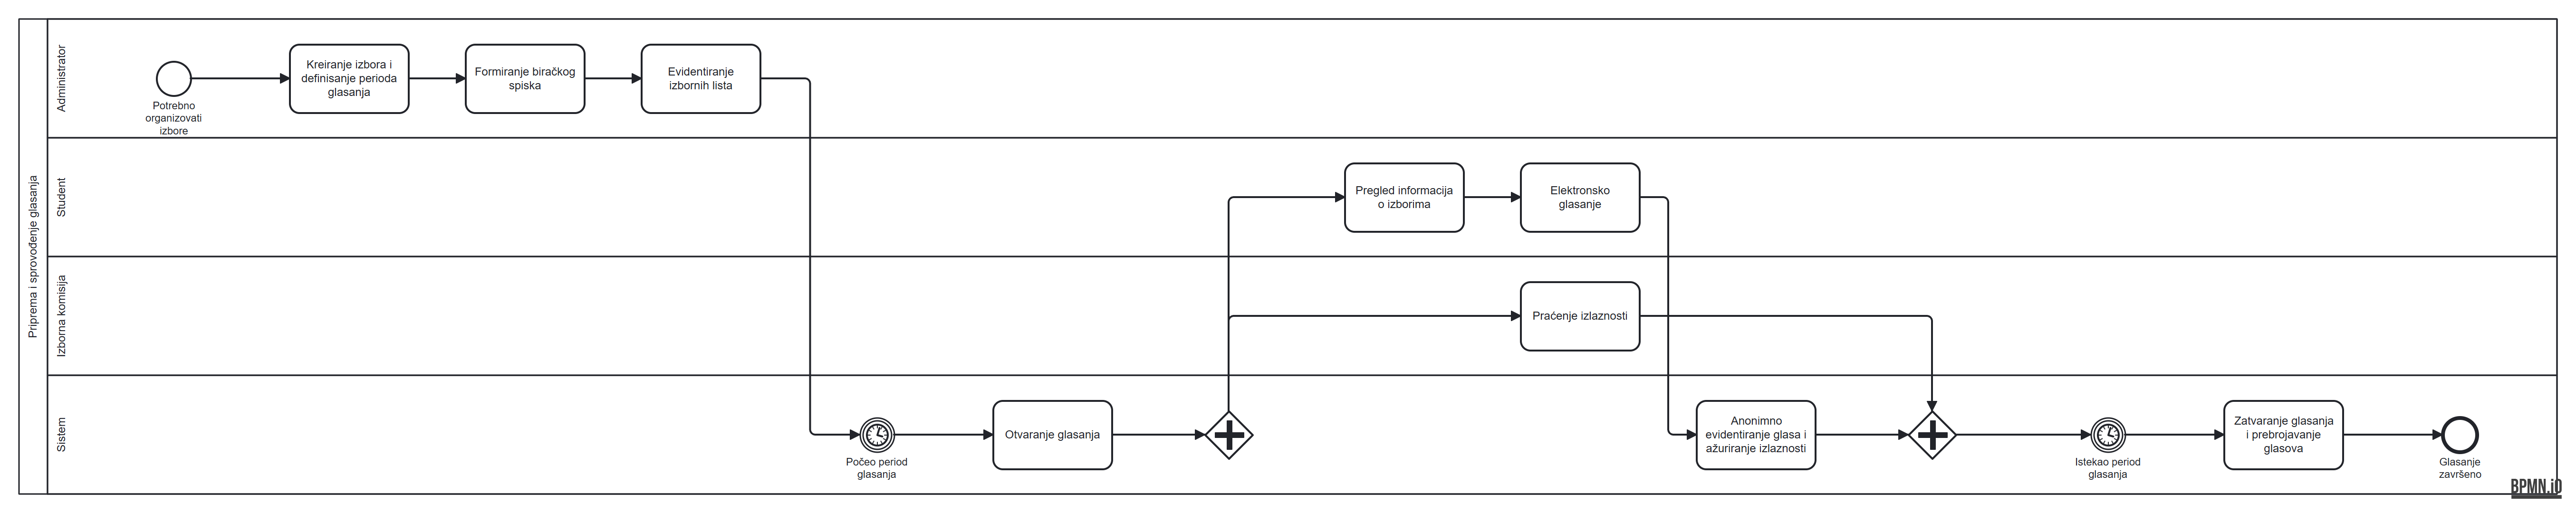 Priprema i sprovođenje glasanja
Administrator
Potrebno
organizovati
izbore
Kreiranje izbora i
definisanje perioda
glasanja
Formiranje biračkog
spiska
Evidentiranje
izbornih lista
Student
Pregled informacija
o izborima
Elektronsko
glasanje
Izborna komisija
Praćenje izlaznosti
Sistem
Počeo period
glasanja
Otvaranje glasanja
Anonimno
evidentiranje glasa i
ažuriranje izlaznosti
Istekao period
glasanja
Zatvaranje glasanja
i prebrojavanje
glasova
Glasanje
završeno
BPMN.iO